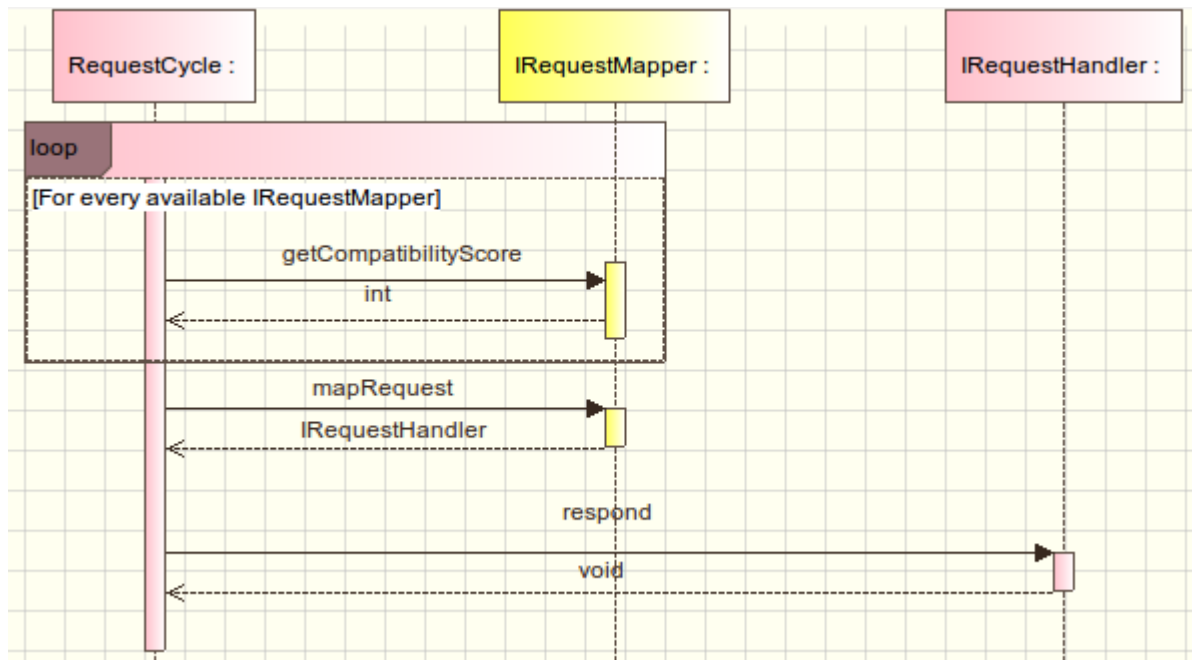 RequestCycle :
IRequestMapper :
IRequestHandler :
loop
[For every available IRequestMapper]
getCompatibilityScore
int
mapRequest
IRequestHandler
respond
void